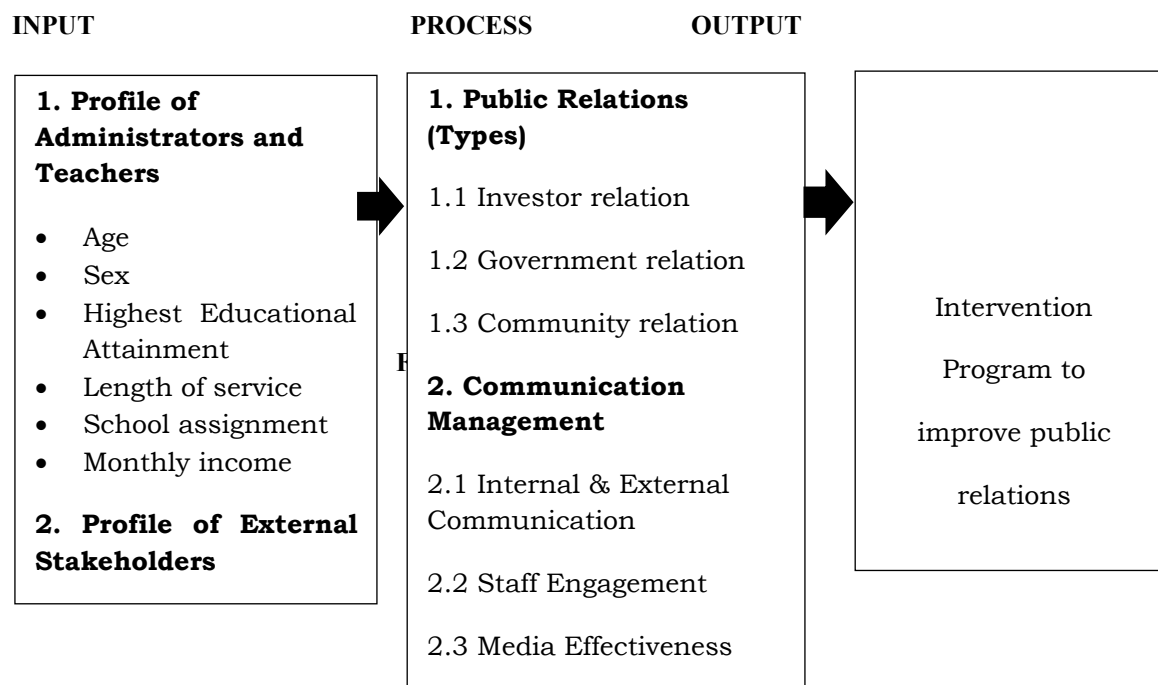 INPUT PROCESS OUTPUT
1. Profile of
Administrators and
Teachers
• Age
• Sex
• Highest Educational
Attainment
• Length of service
• School assignment
• Monthly income
2. Profile of External
Stakeholders
1. Public Relations
(Types)
1.1 Investor relation
1.2 Government relation
1.3 Community relation
2. Communication
Management
2.1 Internal & External
Communication
2.2 Staff Engagement
2.3 Media Effectiveness
Intervention
Program to
improve public
relations